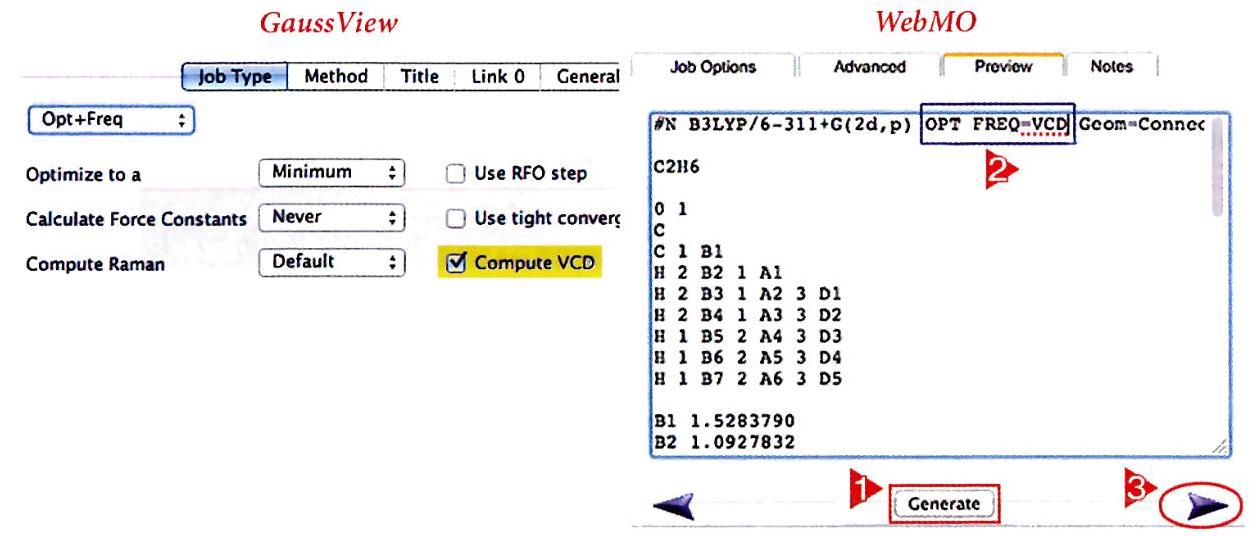 GaussView
Job Type Method Title Link 0 General
Opt+Freq
Optimize to a Minimum Use RFO step
Calculate Force Constants Never Use tight converg
Compute Raman Default Compute VCD
WebMO
Job Options Advanced Preview Notes
#N B3LYP/6-311+G(2d,p) OPT FREQ=VCD Geom=Connec
2
C2H6
0 1
C
C 1 B1
H 2 B2 1 A1
H 2 B3 1 A2 3 D1
H 2 B4 1 A3 3 D2
H 1 B5 2 A4 3 D3
H 1 B6 2 A5 3 D4
H 1 B7 2 A6 3 D5
B1 1.5283790
B2 1.0927832
1 Generate 3